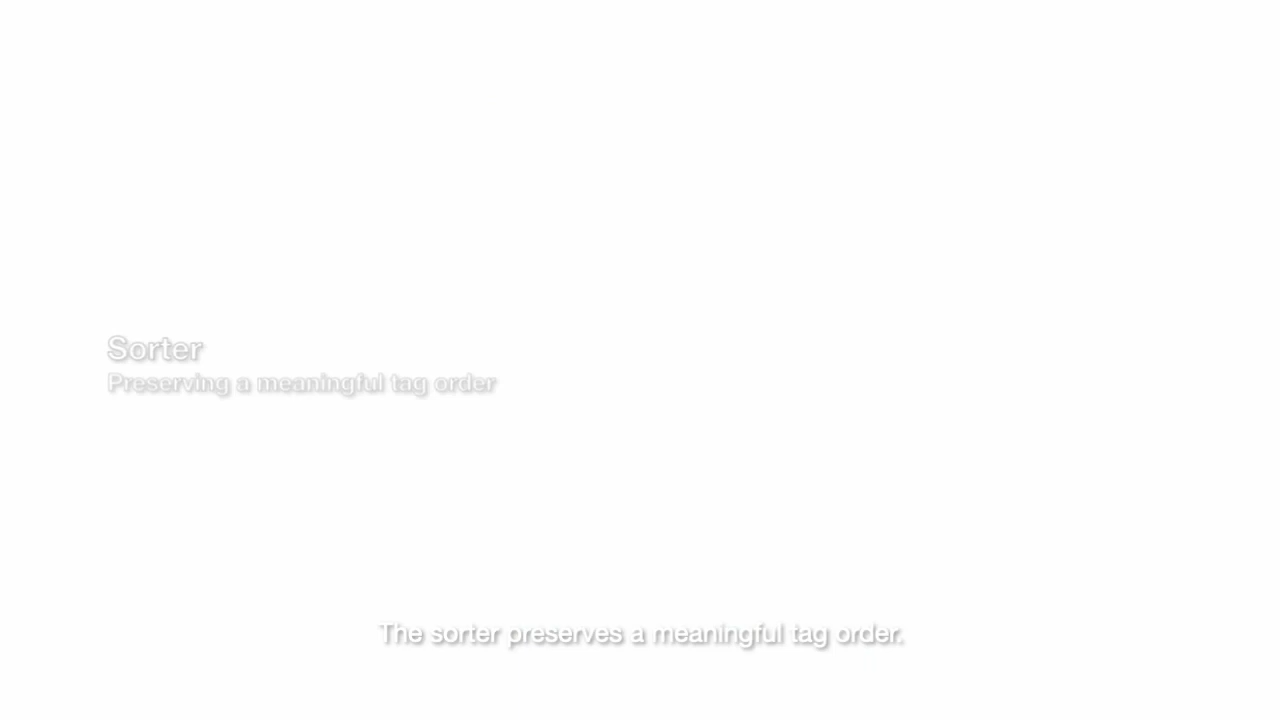 Sorter
Preserving a meaningful tag order
The sorter preserves a meaningful tag order.